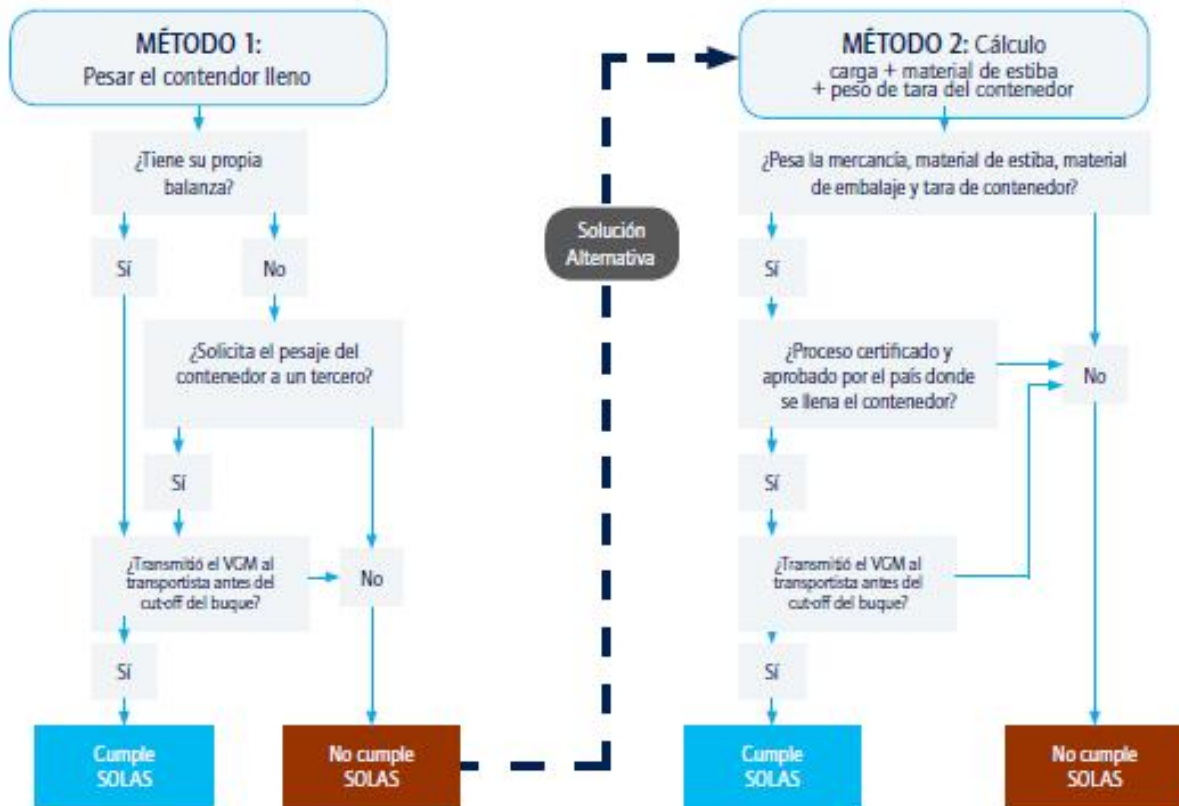 MÉTODO 1:
Pesar el contendor lleno
¿Tiene su propia
balanza?
Sí
No
¿Solicita el pesaje del
contenedor a un tercero?
Sí
¿Transmitió el VGM al
transportista antes del
cut-off del buque?
No
Sí
Cumple
SOLAS
No cumple
SOLAS
Solución
Alternativa
MÉTODO 2: Cálculo
carga + material de estiba
+ peso de tara del contenedor
¿Pesa la mercancía, material de estiba, material
de embalaje y tara de contenedor?
Sí
¿Proceso certificado y
aprobado por el país donde
se llena el contenedor?
No
Sí
¿Transmitió el VGM al
transportista antes del
cut-off del buque?
Sí
Cumple
SOLAS
No cumple
SOLAS